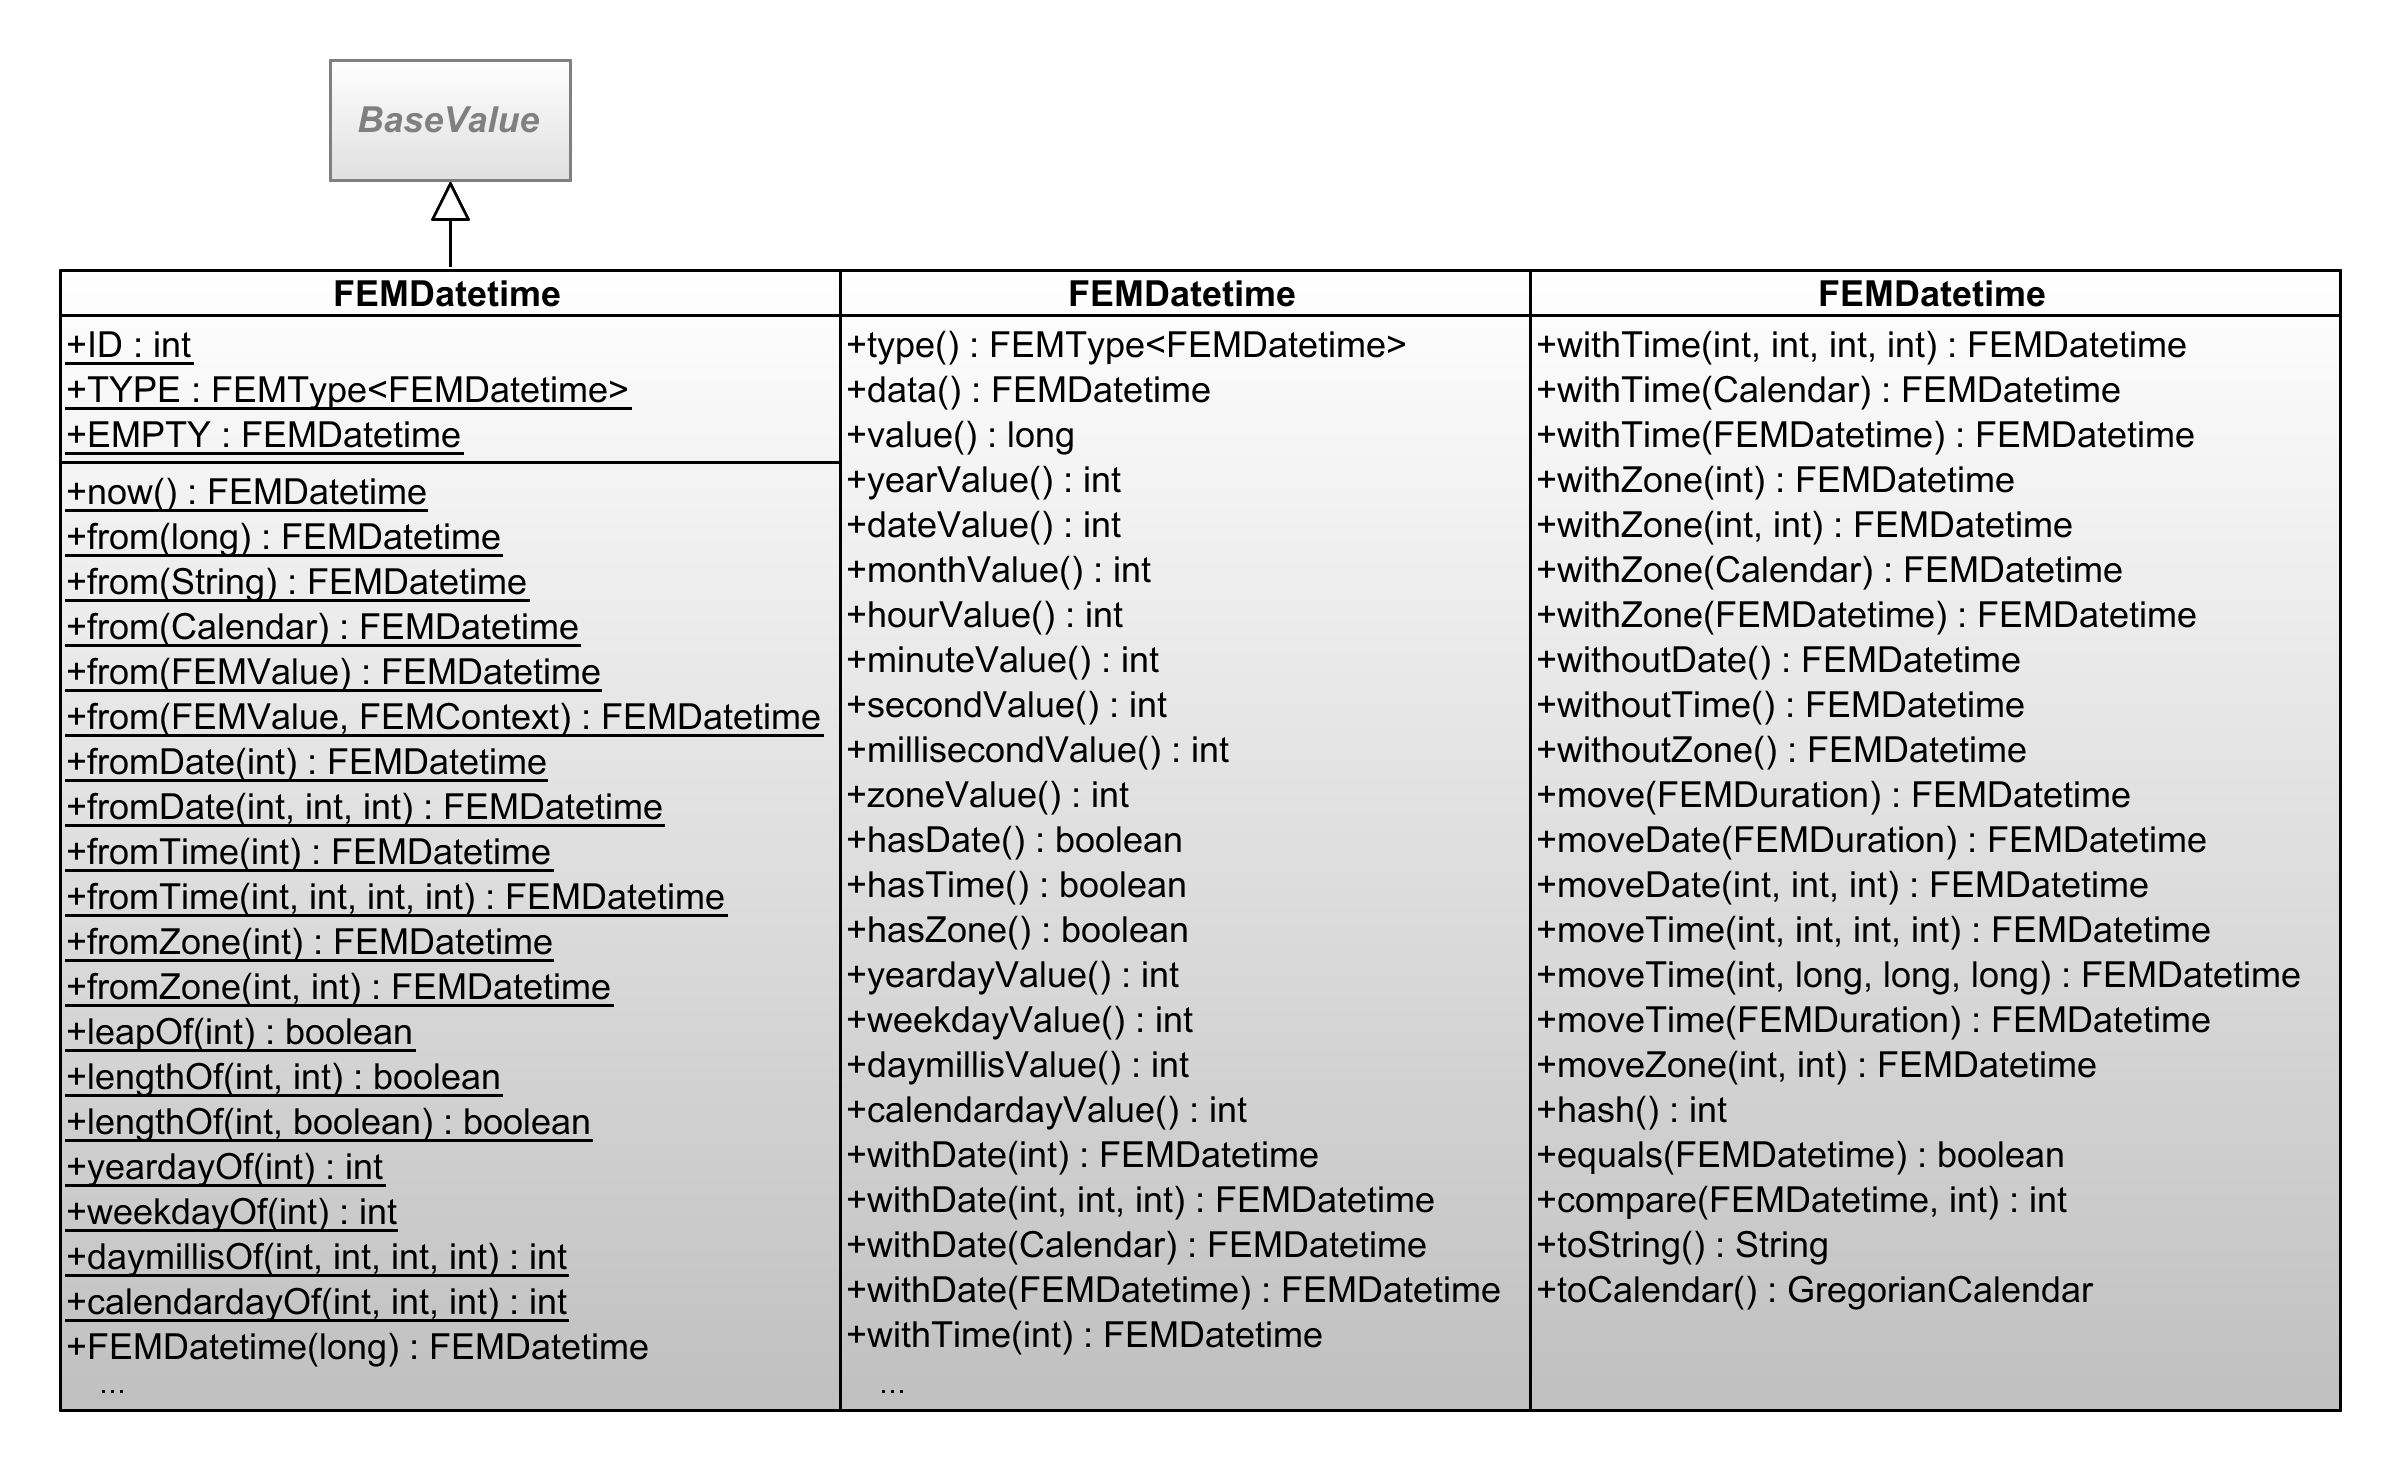 BaseValue
FEMDatetime
+ID : int
+TYPE : FEMType<FEMDatetime>
+EMPTY : FEMDatetime
+now() : FEMDatetime
+from(long) : FEMDatetime
+from(String) : FEMDatetime
+from(Calendar) : FEMDatetime
+from(FEMValue) : FEMDatetime
+from(FEMValue, FEMContext) : FEMDatetime
+fromDate(int) : FEMDatetime
+fromDate(int, int, int) : FEMDatetime
+fromTime(int) : FEMDatetime
+fromTime(int, int, int, int) : FEMDatetime
+fromZone(int) : FEMDatetime
+fromZone(int, int) : FEMDatetime
+leapOf(int) : boolean
+lengthOf(int, int) : boolean
+lengthOf(int, boolean) : boolean
+yeardayOf(int) : int
+weekdayOf(int) : int
+daymillisOf(int, int, int, int) : int
+calendardayOf(int, int, int) : int
+FEMDatetime(long) : FEMDatetime
...
FEMDatetime
+type() : FEMType<FEMDatetime>
+data() : FEMDatetime
+value() : long
+yearValue() : int
+dateValue() : int
+monthValue() : int
+hourValue() : int
+minuteValue() : int
+secondValue() : int
+millisecondValue() : int
+zoneValue() : int
+hasDate() : boolean
+hasTime() : boolean
+hasZone() : boolean
+yeardayValue() : int
+weekdayValue() : int
+daymillisValue() : int
+calendardayValue() : int
+withDate(int) : FEMDatetime
+withDate(int, int, int) : FEMDatetime
+withDate(Calendar) : FEMDatetime
+withDate(FEMDatetime) : FEMDatetime
+withTime(int) : FEMDatetime
...
FEMDatetime
+withTime(int, int, int, int) : FEMDatetime
+withTime(Calendar) : FEMDatetime
+withTime(FEMDatetime) : FEMDatetime
+withZone(int) : FEMDatetime
+withZone(int, int) : FEMDatetime
+withZone(Calendar) : FEMDatetime
+withZone(FEMDatetime) : FEMDatetime
+withoutDate() : FEMDatetime
+withoutTime() : FEMDatetime
+withoutZone() : FEMDatetime
+move(FEMDuration) : FEMDatetime
+moveDate(FEMDuration) : FEMDatetime
+moveDate(int, int, int) : FEMDatetime
+moveTime(int, int, int, int) : FEMDatetime
+moveTime(int, long, long, long) : FEMDatetime
+moveTime(FEMDuration) : FEMDatetime
+moveZone(int, int) : FEMDatetime
+hash() : int
+equals(FEMDatetime) : boolean
+compare(FEMDatetime, int) : int
+toString() : String
+toCalendar() : GregorianCalendar